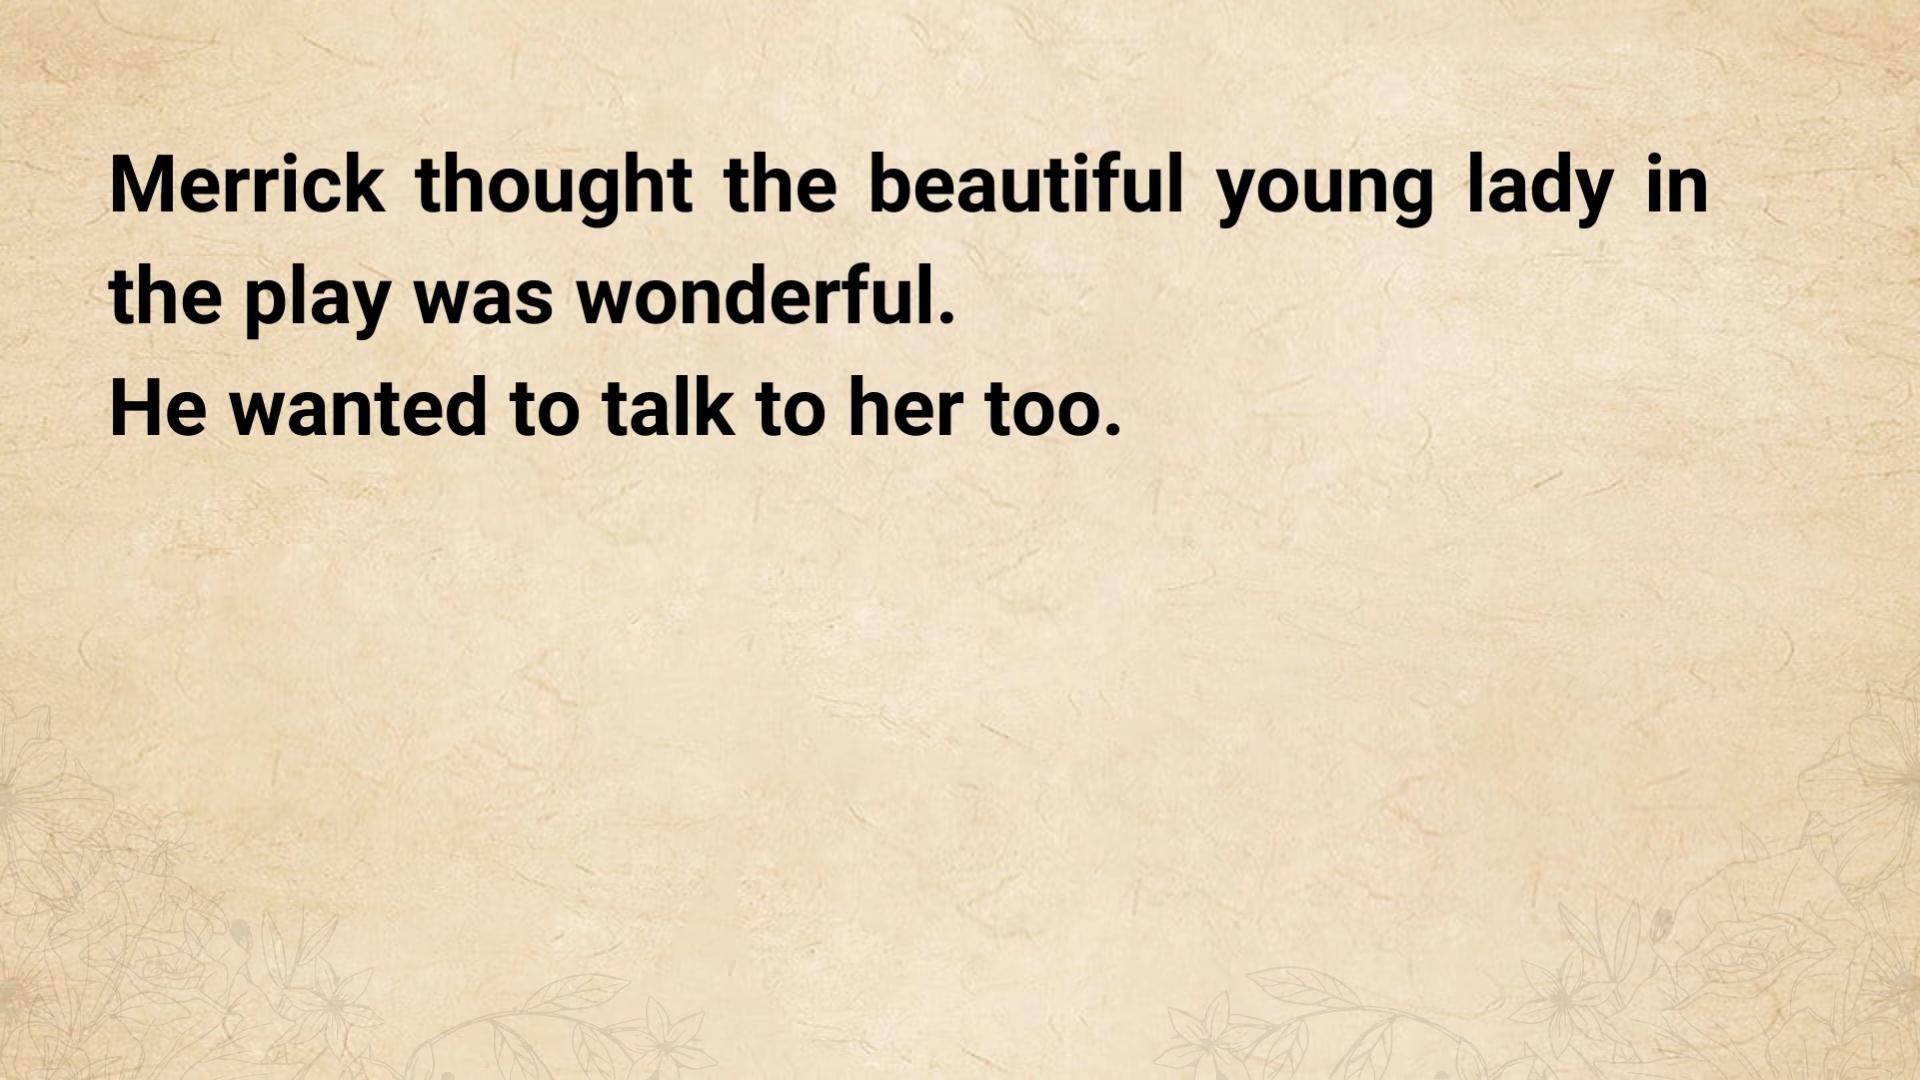 Merrick thought the beautiful young lady in
the play was wonderful.
He wanted to talk to her too.